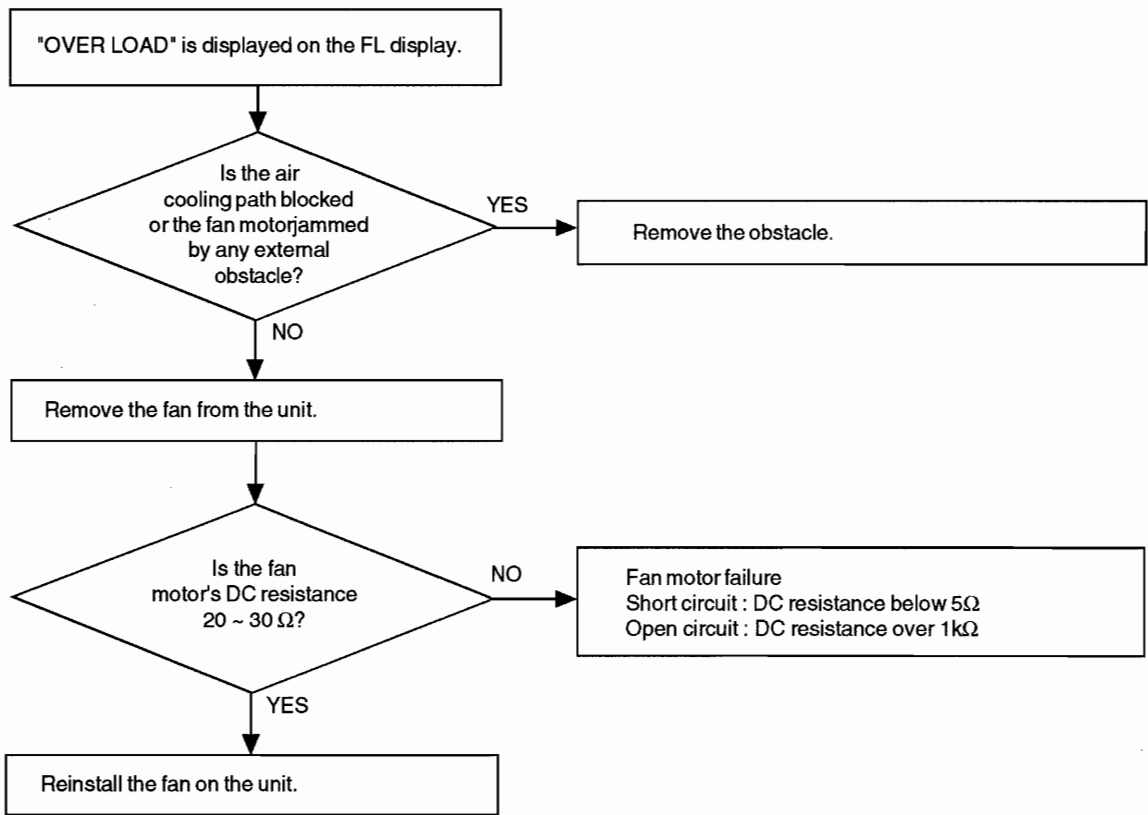 "OVER LOAD" is displayed on the FL display.
Is the air
cooling path blocked
or the fan motorjammed
by any external
obstacle?
YES
Remove the obstacle.
NO
Remove the fan from the unit.
Is the fan
motor's DC resistance
20 ~ 30 Ω?
NO
Fan motor failure
Short circuit : DC resistance below 5Ω
Open circuit : DC resistance over 1kΩ
YES
Reinstall the fan on the unit.